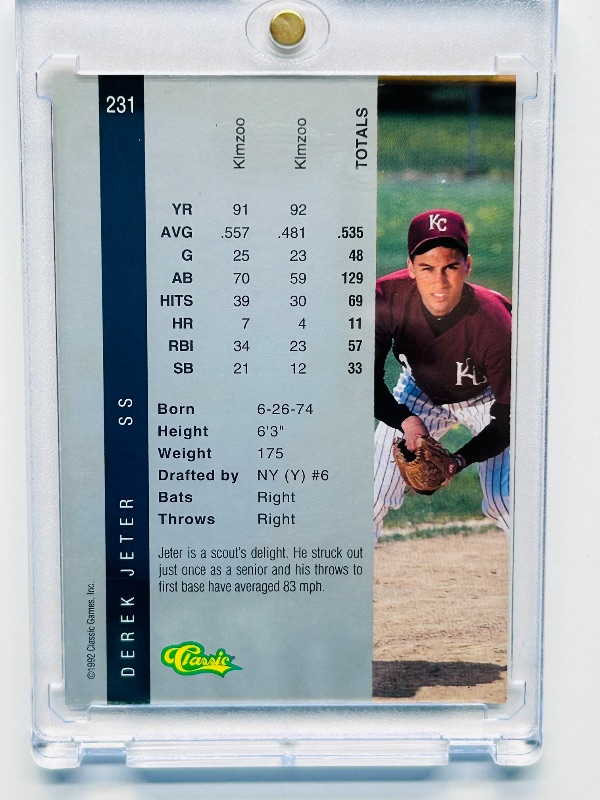 231
Klmzoo Klmzoo TOTALS
YR 91 92
AVG .557 .481 .535
G 25 23 48
AB 70 59 129
HITS 39 30 69
HR 7 4 11
RBI 34 23 57
SB 21 12 33
Born 6-26-74
Height 6'3"
Weight 175
Drafted by NY (Y) #6
Bats Right
Throws Right
Jeter is a scout's delight. He struck out
just once as a senior and his throws to
first base have averaged 83 mph.
Classic
DEREK JETER SS
©1992 Classic Games, Inc.
KC
KC